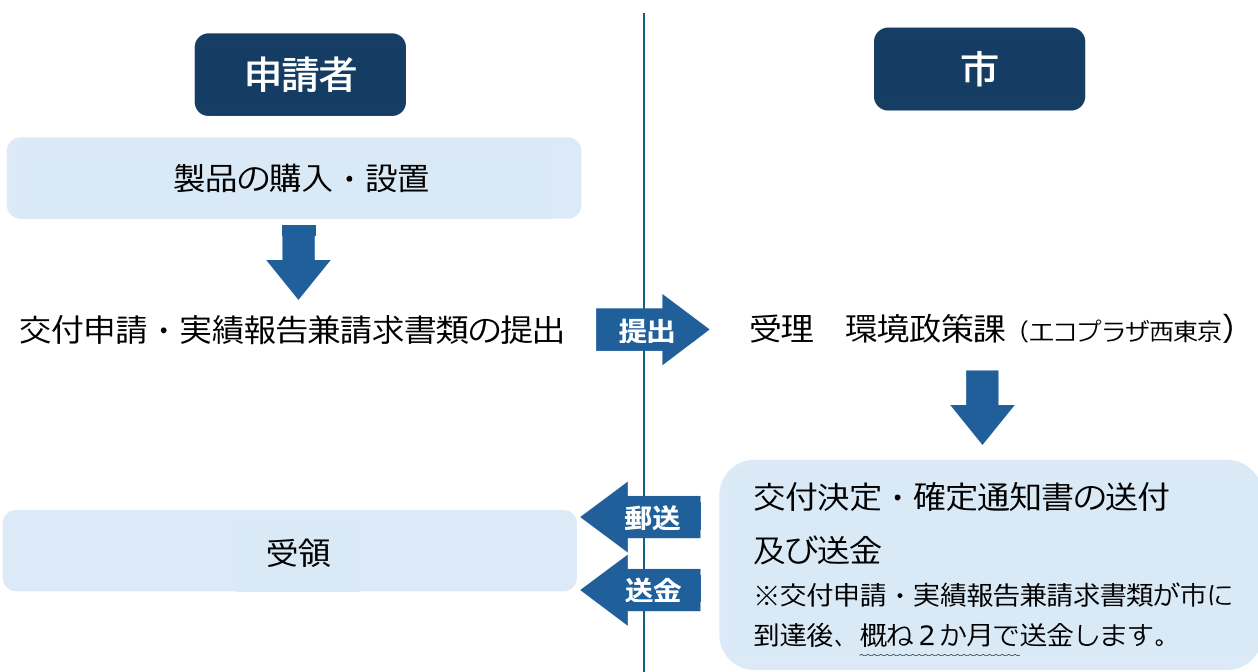 申請者
市
製品の購入・設置
交付申請・実績報告兼請求書類の提出
提出
受理　環境政策課（エコプラザ西東京）
交付決定・確定通知書の送付
及び送金
※交付申請・実績報告兼請求書類が市に
到達後、概ね２か月で送金します。
郵送
送金
受領